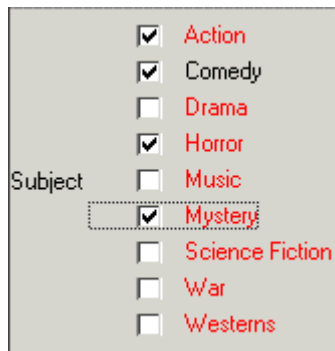 Action
Comedy
Drama
Horror
Subject
Music
Mystery
Science Fiction
War
Westerns